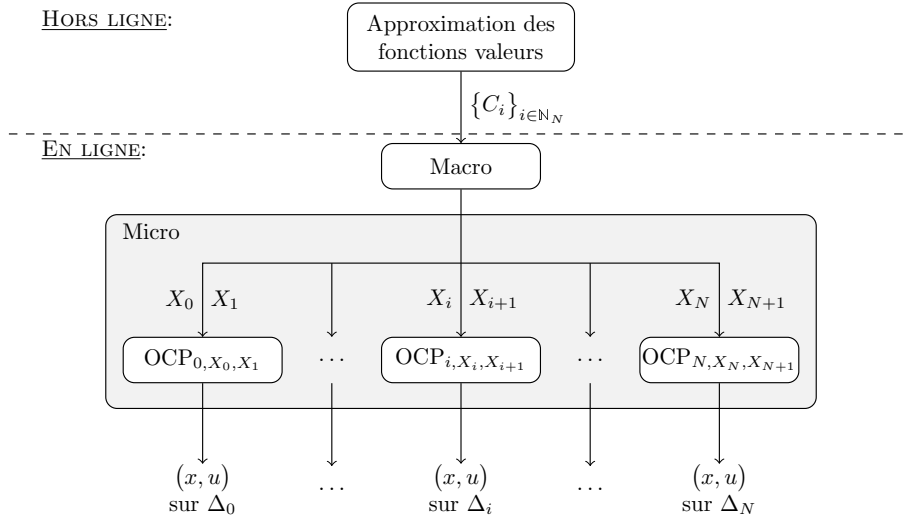 HORS LIGNE:
Approximation des
fonctions valeurs
{C_i}_{i∈ℕ_N}
EN LIGNE:
Macro
Micro
X_0 X_1 X_i X_{i+1} X_N X_{N+1}
OCP_{0,X_0,X_1} ... OCP_{i,X_i,X_{i+1}} ... OCP_{N,X_N,X_{N+1}}
(x, u) ... (x, u) ... (x, u)
sur Δ_0 sur Δ_i sur Δ_N